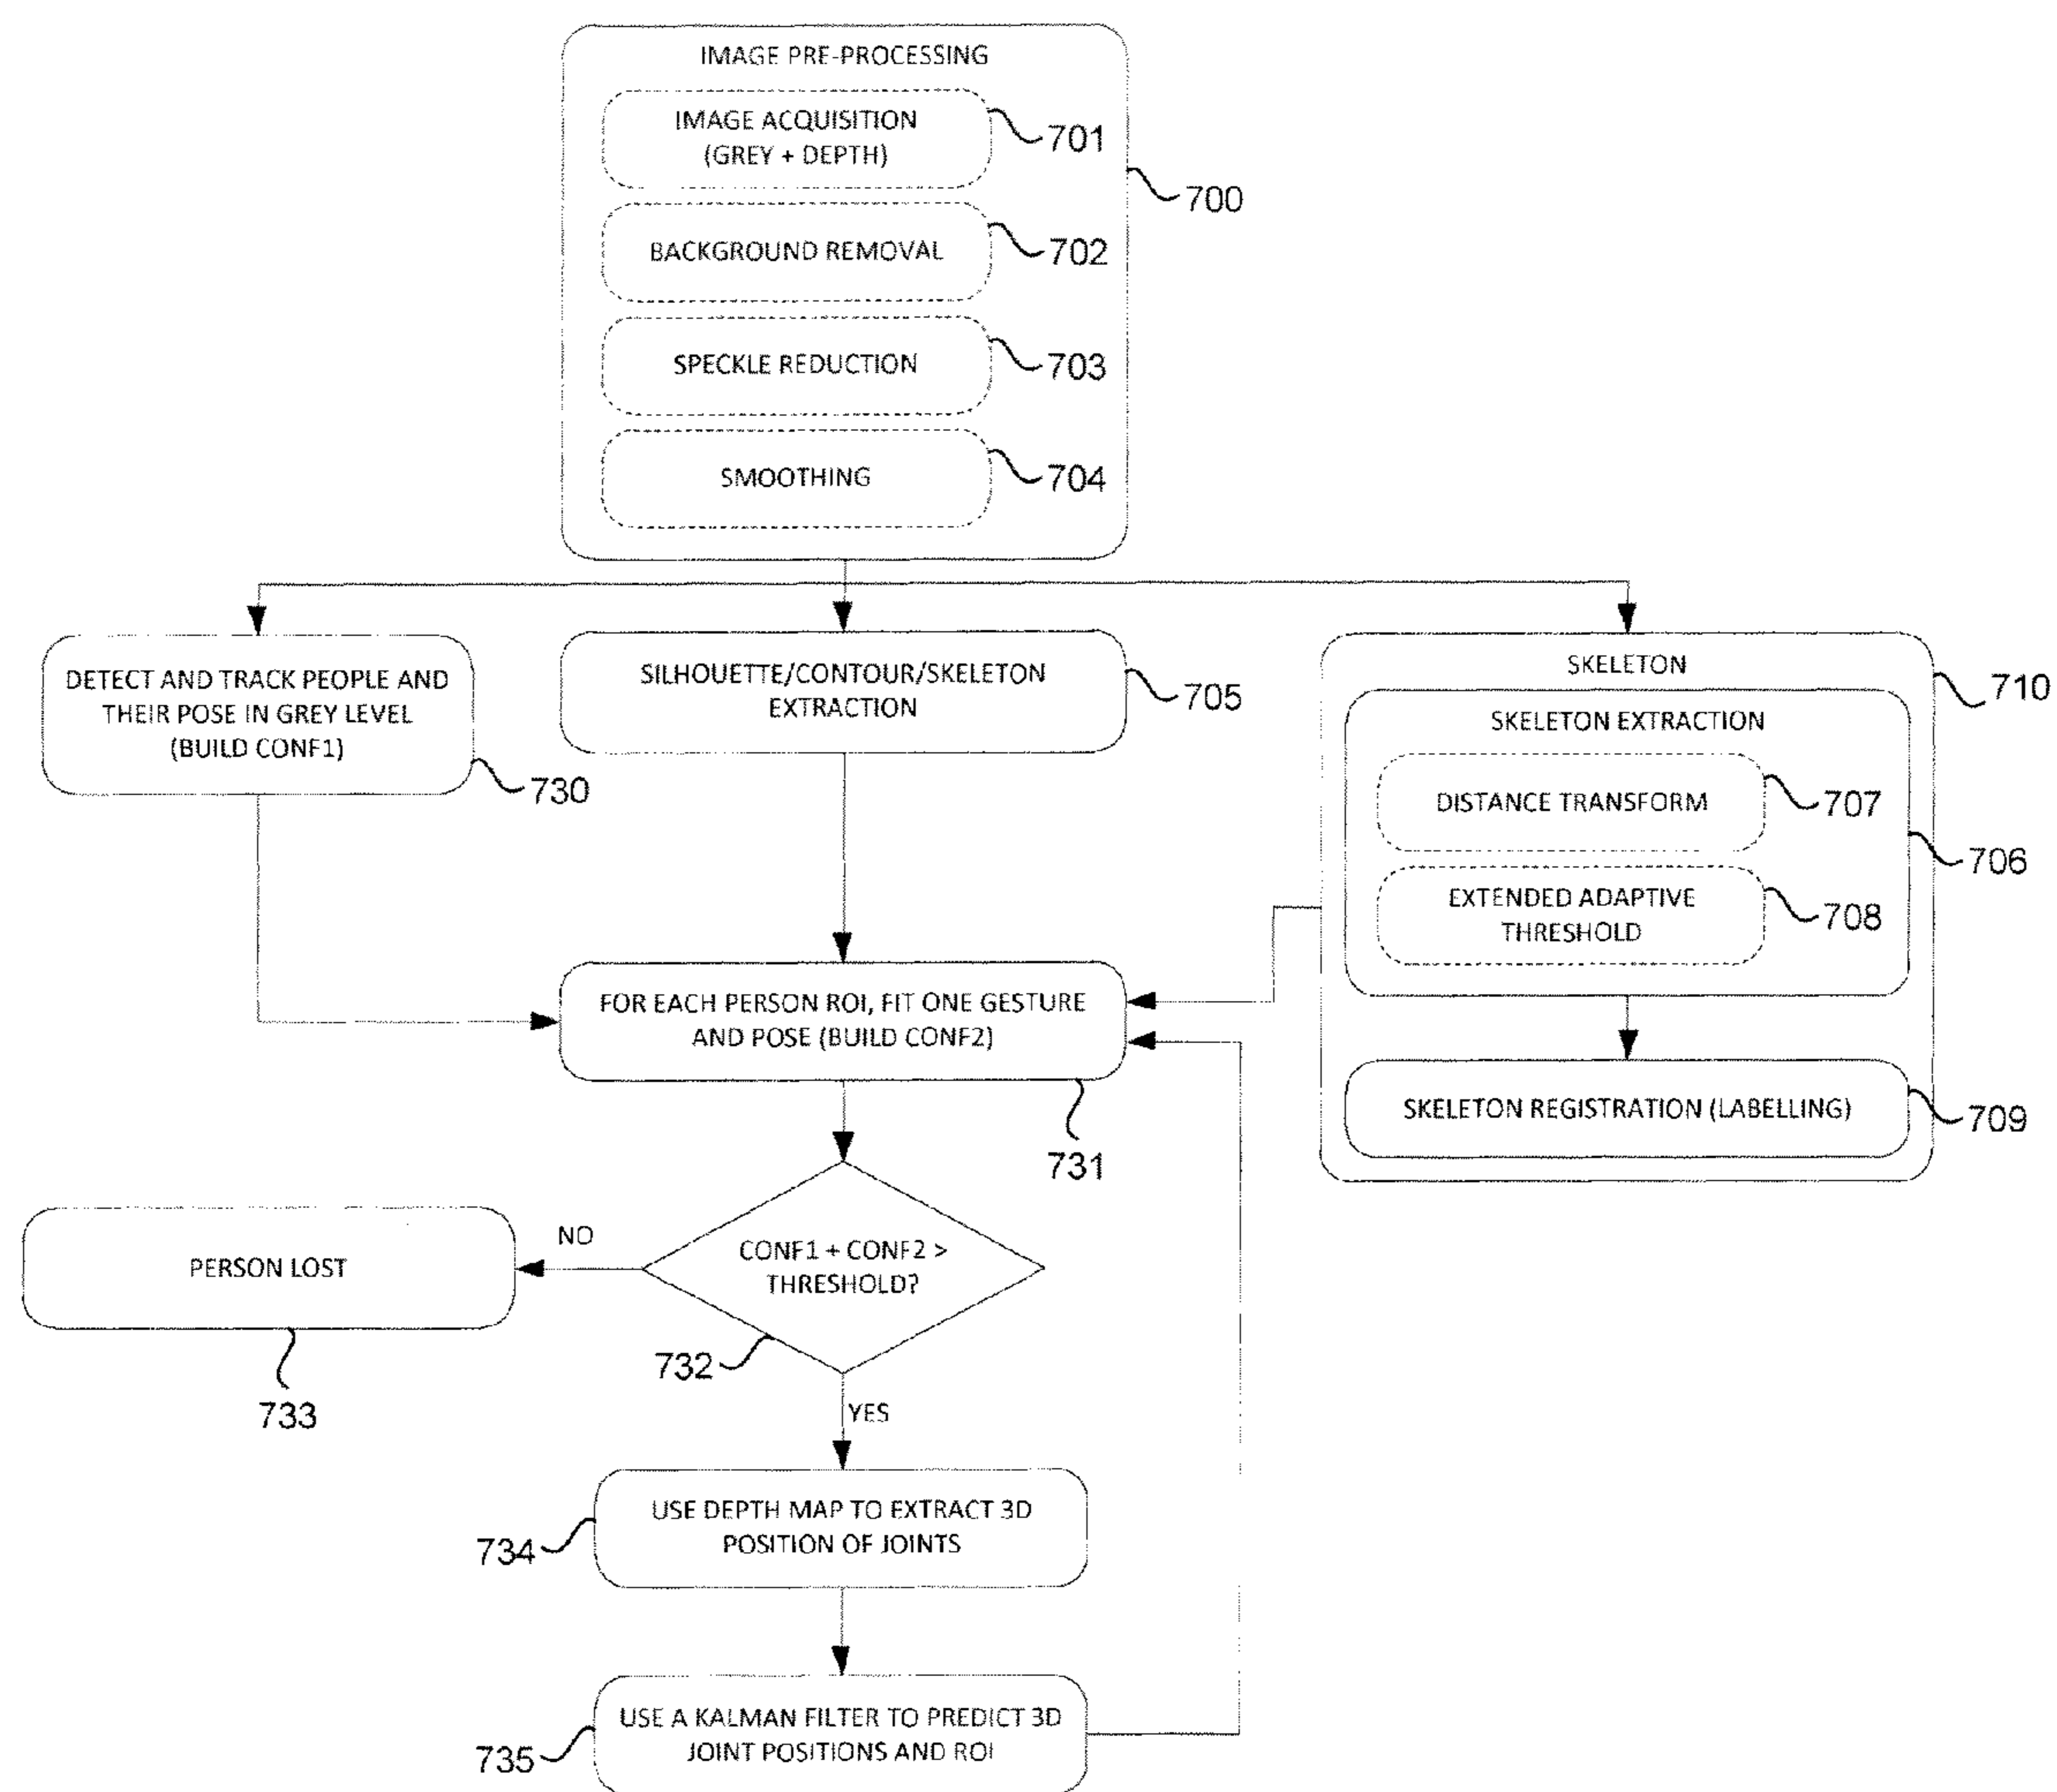 IMAGE PRE-PROCESSING
IMAGE ACQUISITION
(GREY + DEPTH)
701
700
BACKGROUND REMOVAL
702
SPECKLE REDUCTION
703
SMOOTHING
704
DETECT AND TRACK PEOPLE AND
THEIR POSE IN GREY LEVEL
(BUILD CONF1)
730
SILHOUETTE/CONTOUR/SKELETON
EXTRACTION
705
SKELETON
710
SKELETON EXTRACTION
DISTANCE TRANSFORM
707
706
EXTENDED ADAPTIVE
THRESHOLD
708
SKELETON REGISTRATION (LABELLING)
709
FOR EACH PERSON ROI, FIT ONE GESTURE
AND POSE (BUILD CONF2)
731
CONF1 + CONF2 >
THRESHOLD?
732
NO
PERSON LOST
733
YES
USE DEPTH MAP TO EXTRACT 3D
POSITION OF JOINTS
734
USE A KALMAN FILTER TO PREDICT 3D
JOINT POSITIONS AND ROI
735